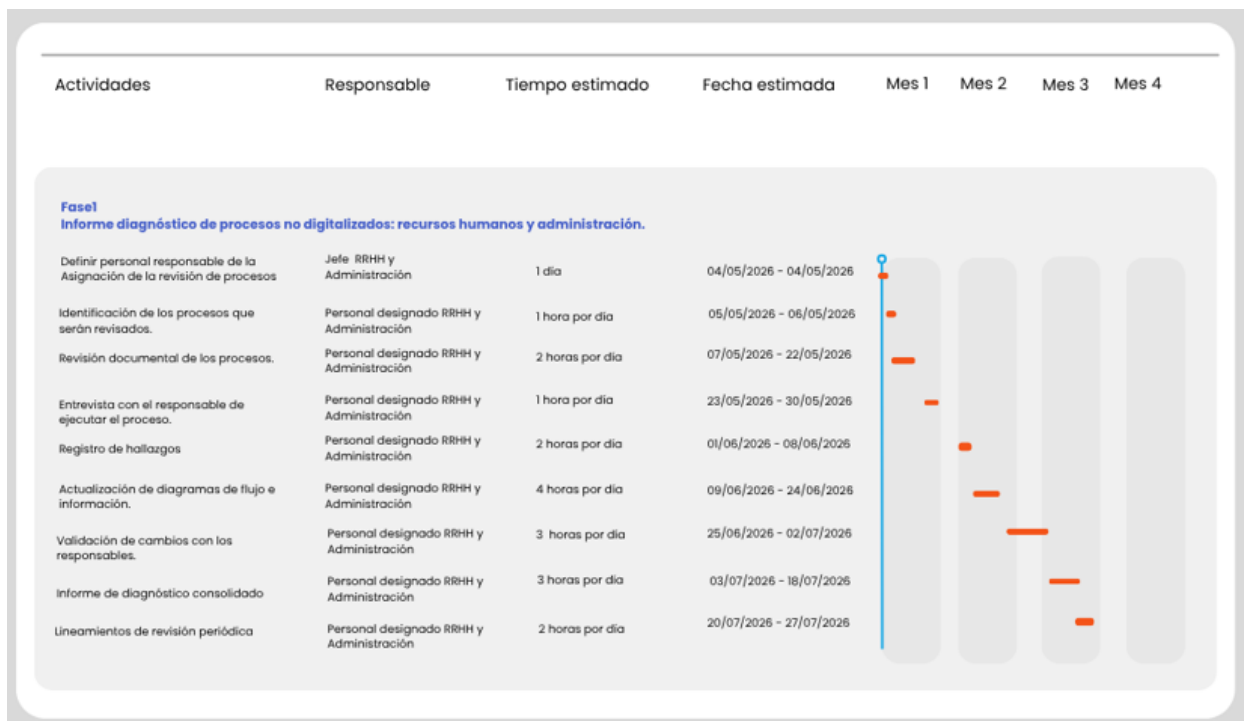 Actividades Responsable Tiempo estimado Fecha estimada Mes 1 Mes 2 Mes 3 Mes 4
Fase1
Informe diagnóstico de procesos no digitalizados: recursos humanos y administración.
Definir personal responsable de la
Asignación de la revisión de procesos
Jefe RRHH y
Administración
1 día
04/05/2026 - 04/05/2026
Identificación de los procesos que
serán revisados.
Personal designado RRHH y
Administración
1 hora por día
05/05/2026 - 06/05/2026
Revisión documental de los procesos.
Personal designado RRHH y
Administración
2 horas por día
07/05/2026 - 22/05/2026
Entrevista con el responsable de
ejecutar el proceso.
Personal designado RRHH y
Administración
1 hora por día
23/05/2026 - 30/05/2026
Registro de hallazgos
Personal designado RRHH y
Administración
2 horas por día
01/06/2026 - 08/06/2026
Actualización de diagramas de flujo e
información.
Personal designado RRHH y
Administración
4 horas por día
09/06/2026 - 24/06/2026
Validación de cambios con los
responsables.
Personal designado RRHH y
Administración
3 horas por día
25/06/2026 - 02/07/2026
Informe de diagnóstico consolidado
Personal designado RRHH y
Administración
3 horas por día
03/07/2026 - 18/07/2026
Lineamientos de revisión periódica
Personal designado RRHH y
Administración
2 horas por día
20/07/2026 - 27/07/2026